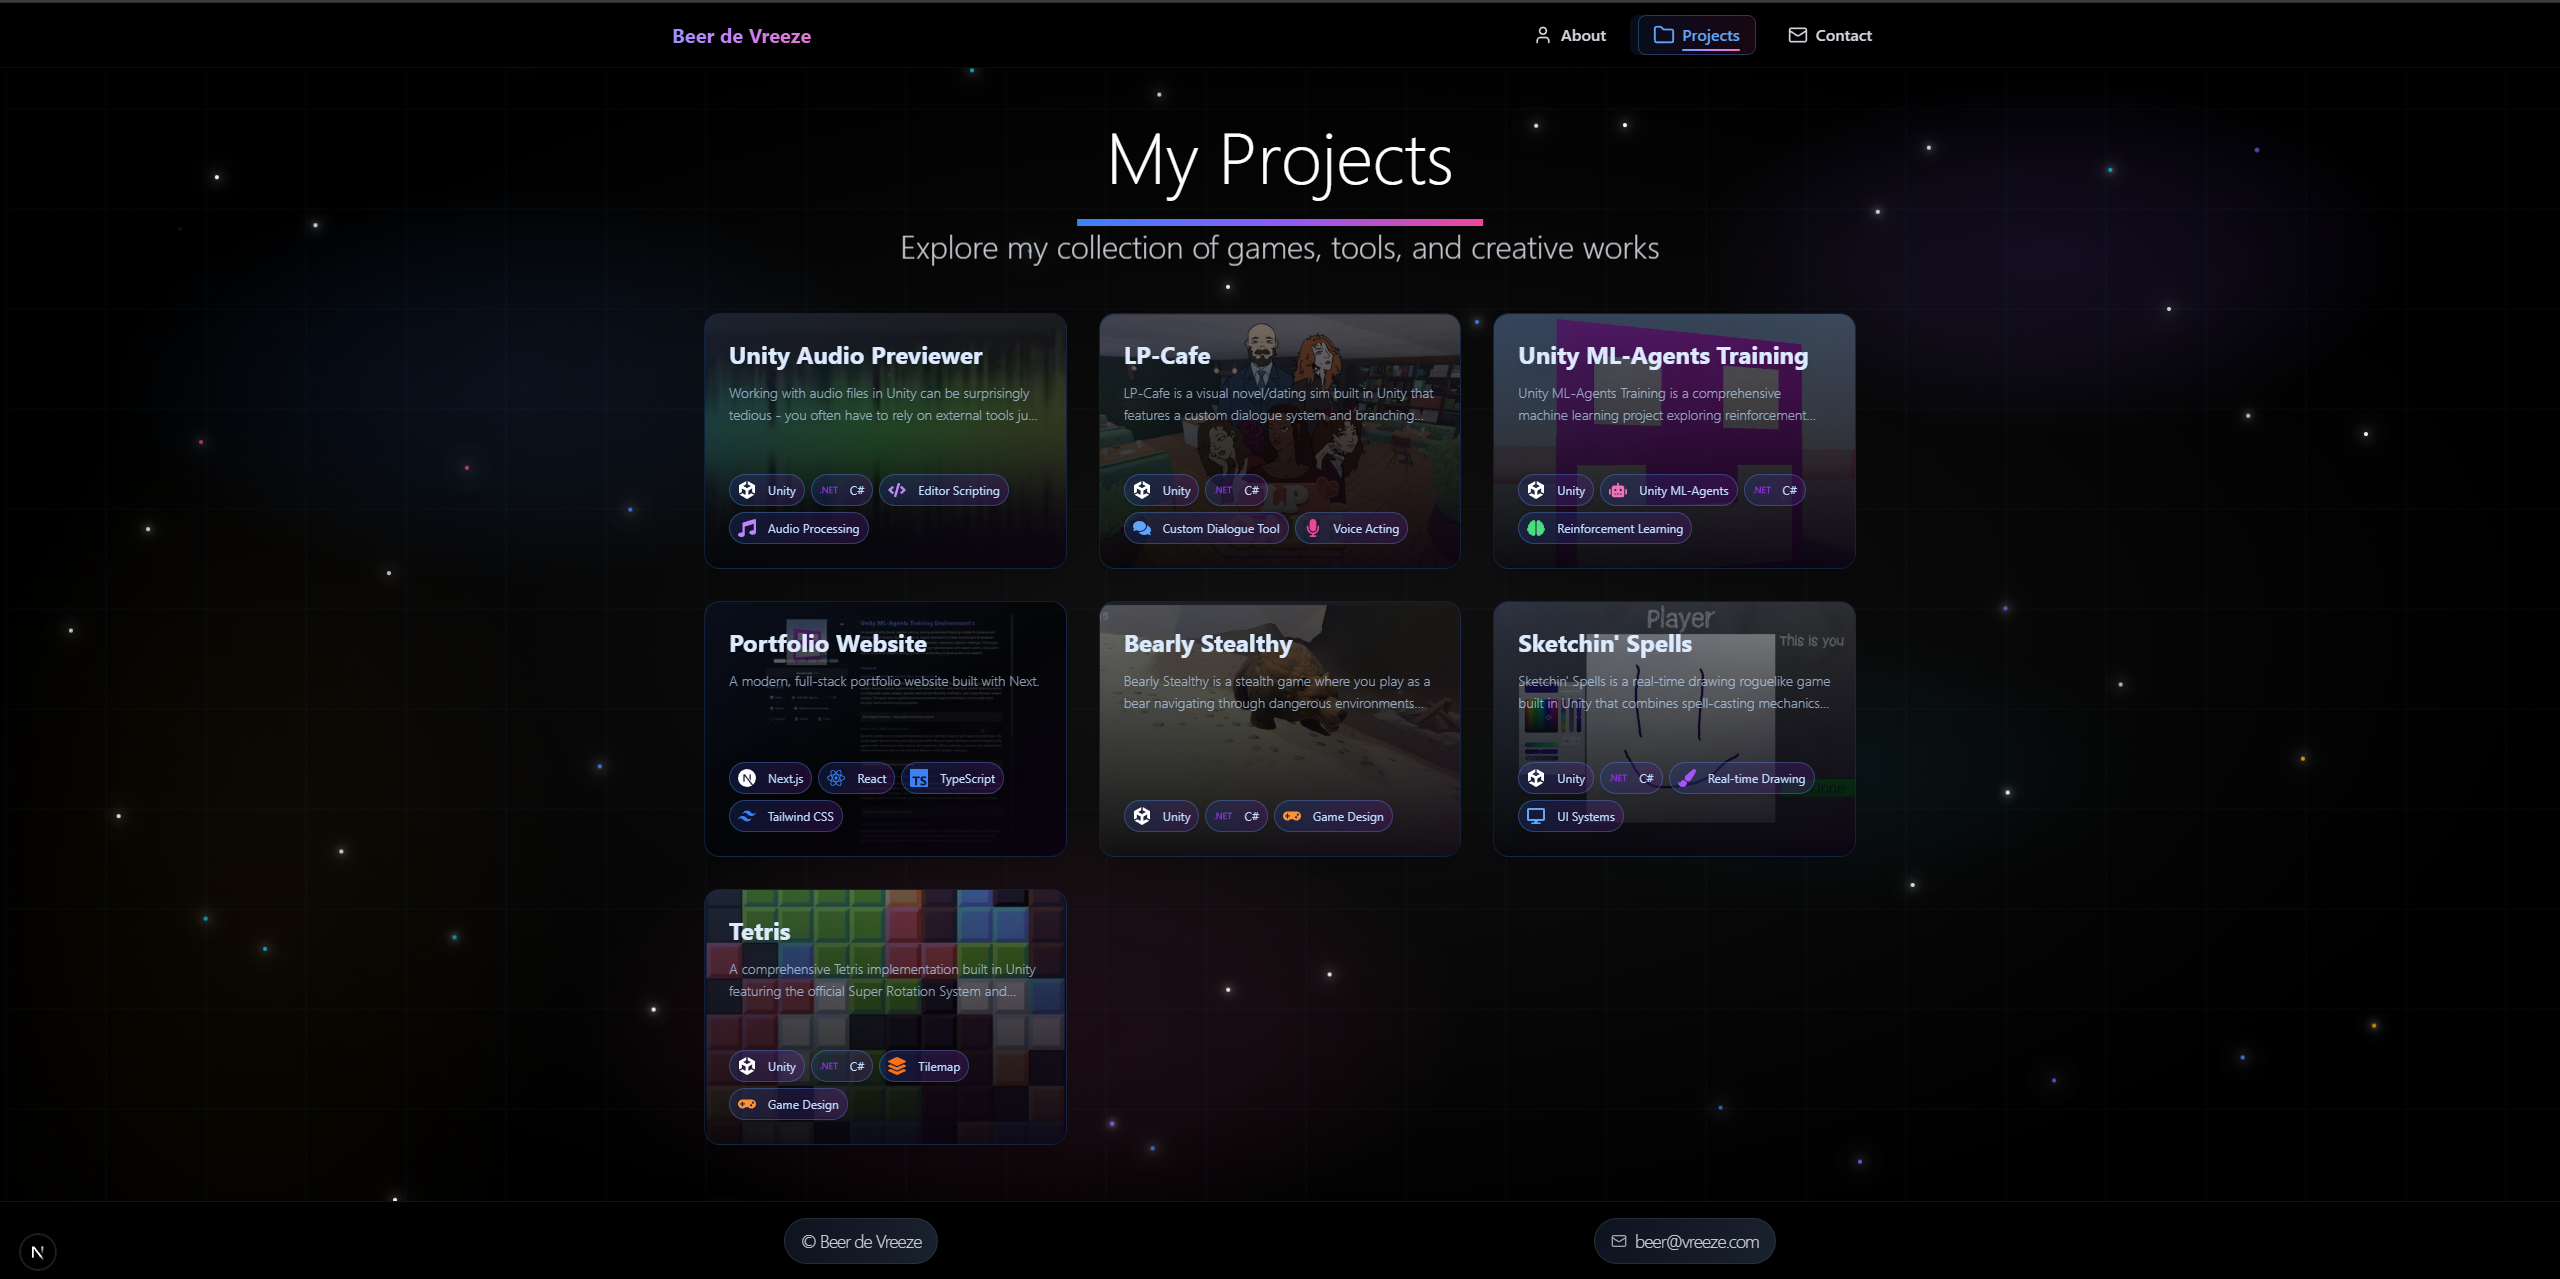 Beer de Vreeze
About
Projects
Contact
My Projects
Explore my collection of games, tools, and creative works
Unity Audio Previewer
Working with audio files in Unity can be surprisingly
tedious - you often have to rely on external tools ju...
Unity
.NET C#
Editor Scripting
Audio Processing
LP-Cafe
LP-Cafe is a visual novel/dating sim built in Unity that
features a custom dialogue system and branching...
Unity
.NET C#
Custom Dialogue Tool
Voice Acting
LP
Unity ML-Agents Training
Unity ML-Agents Training is a comprehensive
machine learning project exploring reinforcement...
Unity
Unity ML-Agents
.NET C#
Reinforcement Learning
Portfolio Website
Unity ML-Agents Training Environment's
A modern, full-stack portfolio website built with Next.
N Next.js
React
TS TypeScript
Tailwind CSS
Bearly Stealthy
Bearly Stealthy is a stealth game where you play as a
bear navigating through dangerous environments...
Unity
.NET C#
Game Design
Player
This is you
Sketchin' Spells
Sketchin' Spells is a real-time drawing roguelike game
built in Unity that combines spell-casting mechanics...
Unity
.NET C#
Real-time Drawing
Done
UI Systems
Tetris
A comprehensive Tetris implementation built in Unity
featuring the official Super Rotation System and...
Unity
.NET C#
Tilemap
Game Design
N
© Beer de Vreeze
beer@vreeze.com